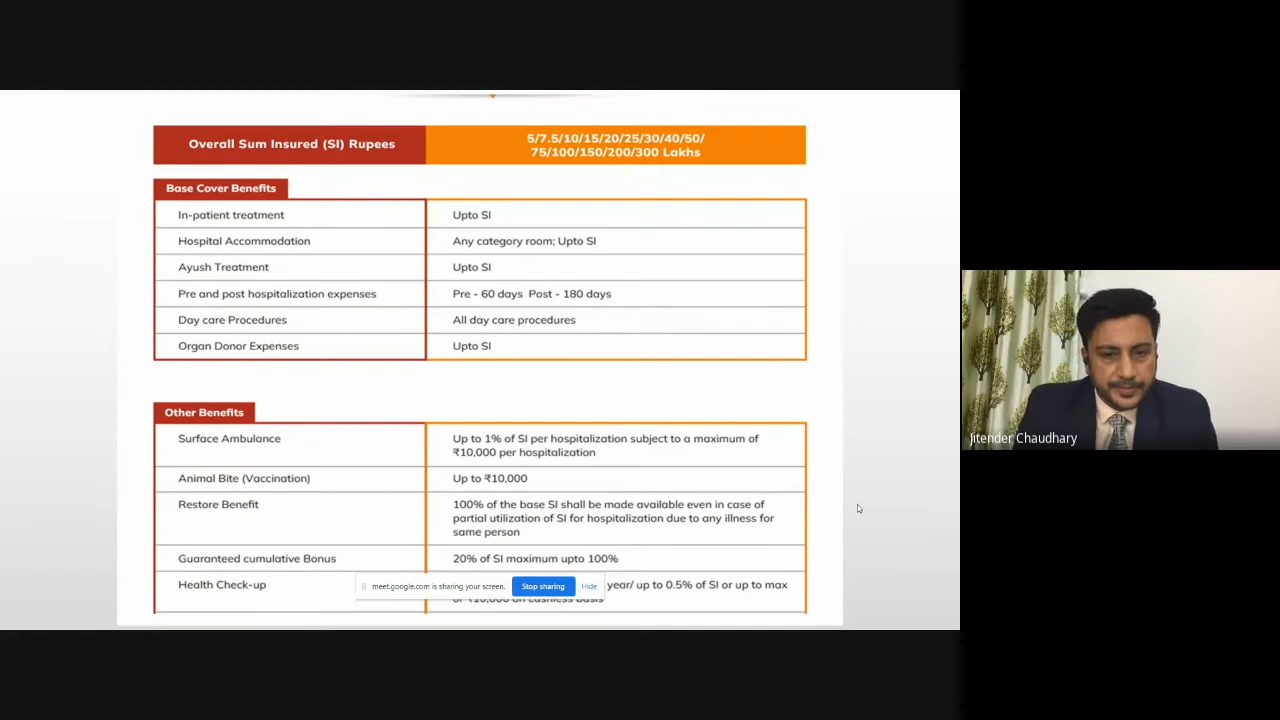 Overall Sum Insured (SI) Rupees
5/7.5/10/15/20/25/30/40/50/
75/100/150/200/300 Lakhs
Base Cover Benefits
In-patient treatment
Upto SI
Hospital Accommodation
Any category room; Upto SI
Ayush Treatment
Upto SI
Pre and post hospitalization expenses
Pre - 60 days Post - 180 days
Day care Procedures
All day care procedures
Organ Donor Expenses
Upto SI
Other Benefits
Surface Ambulance
Up to 1% of SI per hospitalization subject to a maximum of
₹10,000 per hospitalization
Animal Bite (Vaccination)
Up to ₹10,000
Restore Benefit
100% of the base SI shall be made available even in case of
partial utilization of SI for hospitalization due to any illness for
same person
Guaranteed cumulative Bonus
20% of SI maximum upto 100%
Health Check-up
year/ up to 0.5% of SI or up to max
of ₹10,000 on cashless basis
meet.google.com is sharing your screen.
Stop sharing
Hide
Jitender Chaudhary